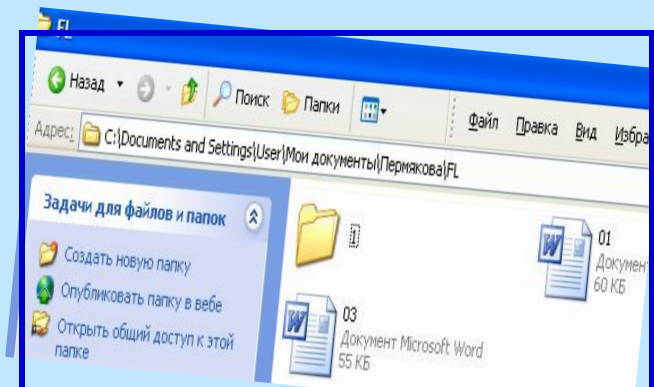 FL
Назад Поиск Папки Файл Правка Вид
Адрес: C:\Documents and Settings\User\Мои документы\Пермякова\FL
Задачи для файлов и папок
Создать новую папку
Опубликовать папку в вебе
Открыть общий доступ к этой
папке
1
01
Документ
60 КБ
03
Документ Microsoft Word
55 КБ